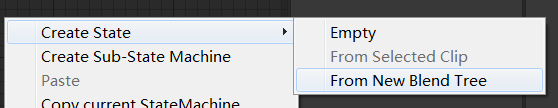 Create State
Create Sub-State Machine
Paste
Copy current StateMachine
Empty
From Selected Clip
From New Blend Tree